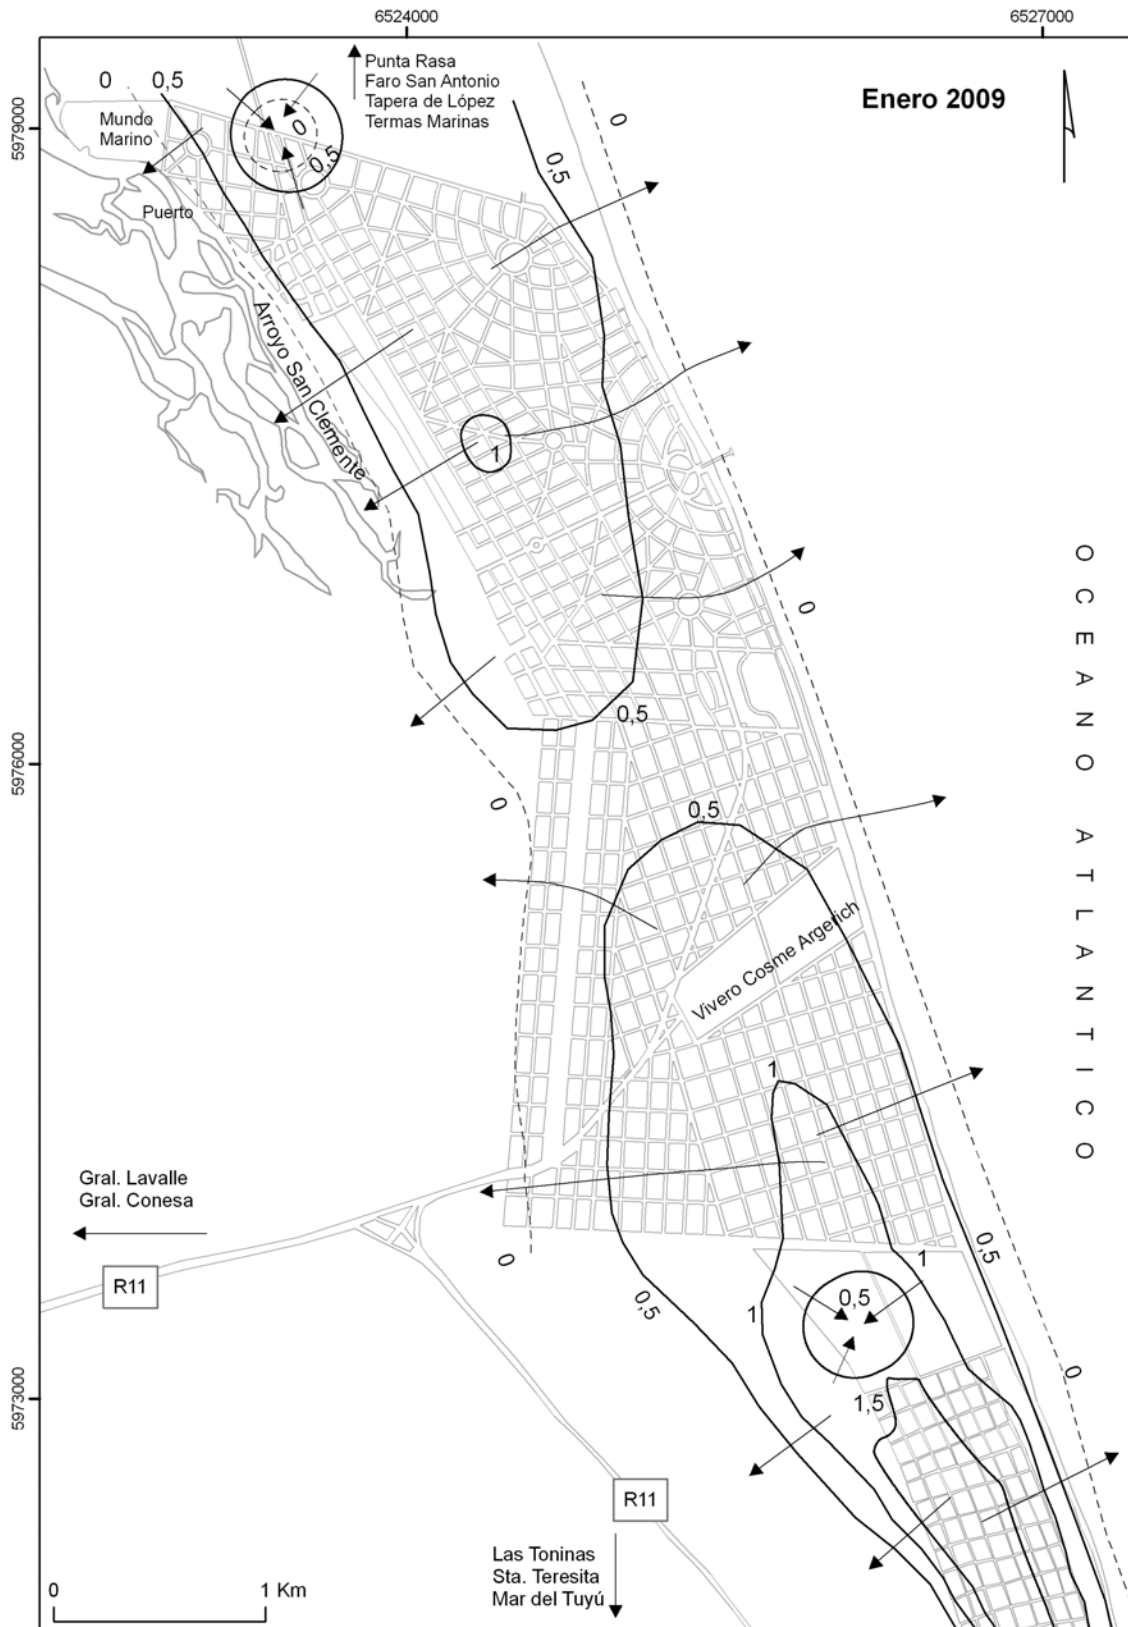 6524000
6527000
Enero 2009
Punta Rasa
Faro San Antonio
Tapera de López
Termas Marinas
0
0,5
0
0,5
0
0,5
5979000
Mundo
Marino
Puerto
Arroyo San Clemente
1
0
0,5
5976000
0
0,5
OCEANO ATLANTICO
Vivero Cosme Argerich
1
Gral. Lavalle
Gral. Conesa
R11
0
0,5
0,5
1
1
0,5
0
5973000
1,5
R11
Las Toninas
Sta. Teresita
Mar del Tuyú
0
1 Km